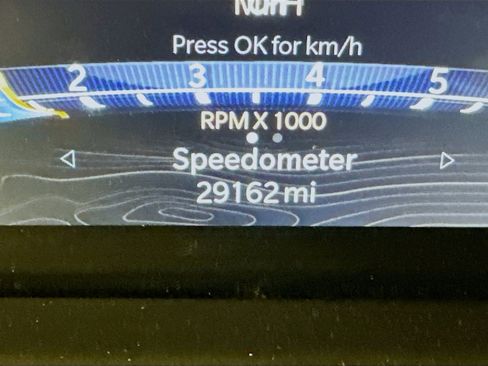 Press OK for km/h
2 3 4 5
RPM X 1000
Speedometer
29162 mi